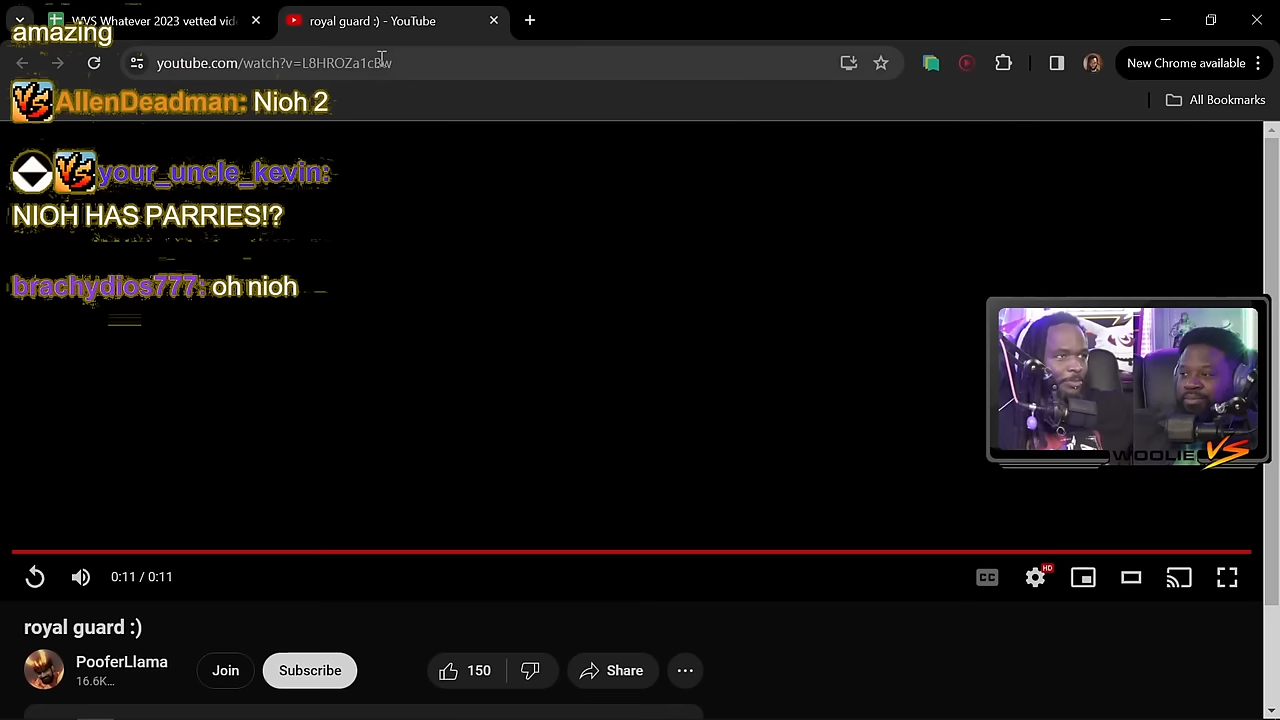 WVS Whatever 2023 vetted vid
royal guard :) - YouTube
amazing
youtube.com/watch?v=L8HROZa1cBw
New Chrome available
AllenDeadman: Nioh 2
All Bookmarks
your_uncle_kevin:
NIOH HAS PARRIES!?
brachydios777: oh nioh
WOOLIE VS
0:11 / 0:11
CC
HD
royal guard :)
PooferLlama
16.6K...
Join
Subscribe
150
Share